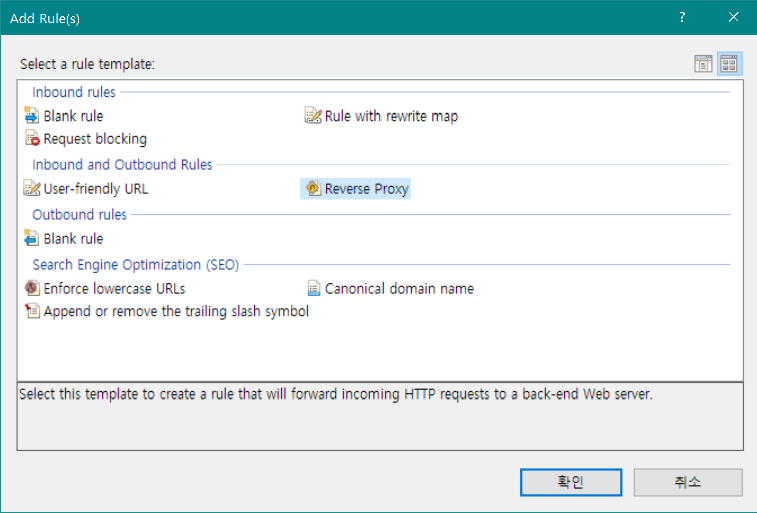 Add Rule(s)
?
Select a rule template:
Inbound rules
Blank rule
Rule with rewrite map
Request blocking
Inbound and Outbound Rules
User-friendly URL
Reverse Proxy
Outbound rules
Blank rule
Search Engine Optimization (SEO)
Enforce lowercase URLs
Canonical domain name
Append or remove the trailing slash symbol
Select this template to create a rule that will forward incoming HTTP requests to a back-end Web server.
확인
취소